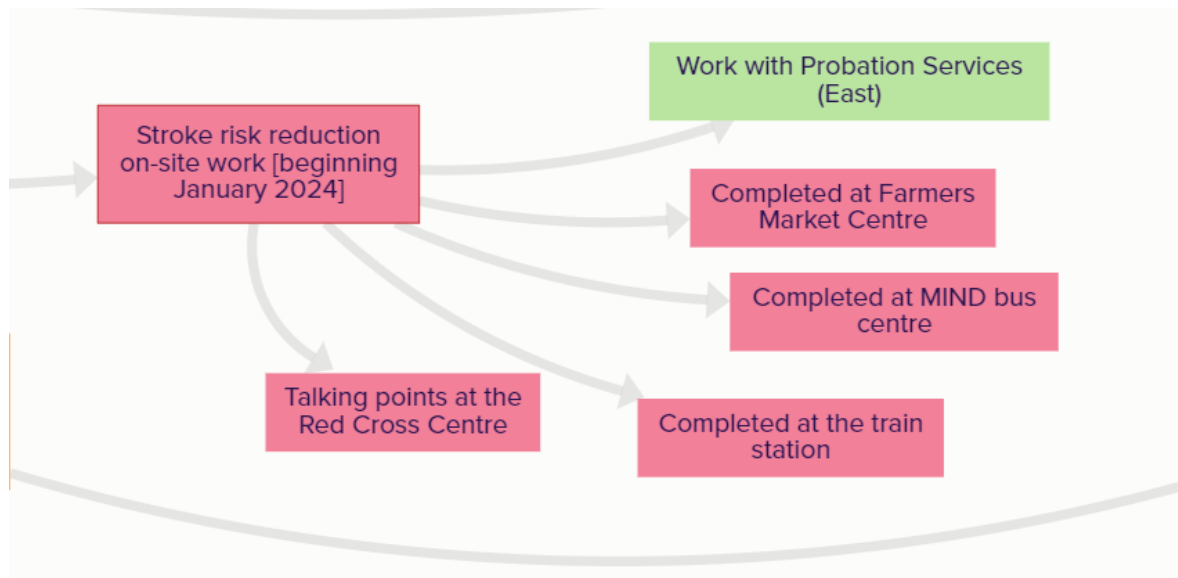 Work with Probation Services
(East)
Stroke risk reduction
on-site work [beginning
January 2024]
Completed at Farmers
Market Centre
Completed at MIND bus
centre
Talking points at the
Red Cross Centre
Completed at the train
station